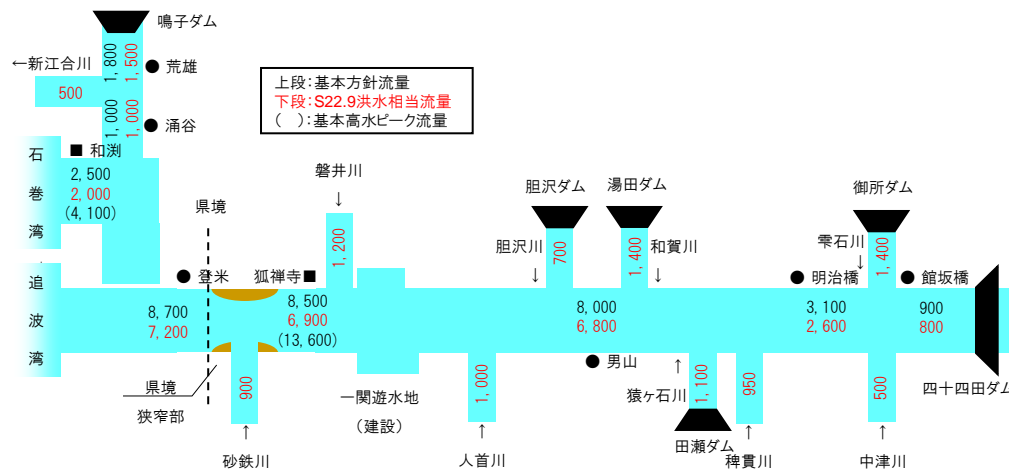 鳴子ダム
←新江合川
1,800
1,500
● 荒雄
500
1,000
1,000
● 涌谷
上段:基本方針流量
下段:S22.9洪水相当流量
( ):基本高水ピーク流量
石巻湾
■ 和渕
2,500
2,000
(4,100)
磐井川
↓
1,200
県境
胆沢ダム
湯田ダム
御所ダム
胆沢川
↓
700
1,400
和賀川
↓
雫石川
↓
1,400
追波湾
● 登米
狐禅寺■
● 明治橋
● 館坂橋
8,700
7,200
8,500
6,900
(13,600)
8,000
6,800
3,100
2,600
900
800
● 男山
県境
狭窄部
900
↑
砂鉄川
一関遊水地
(建設)
1,000
↑
人首川
↑
猿ヶ石川
1,100
田瀬ダム
950
↑
稗貫川
500
↑
中津川
四十四田ダム